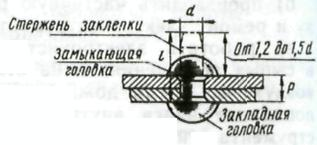 d
Стержень заклепки
Замыкающая
головка
l
От 1,2 до 1,5d
P
Закладная
головка